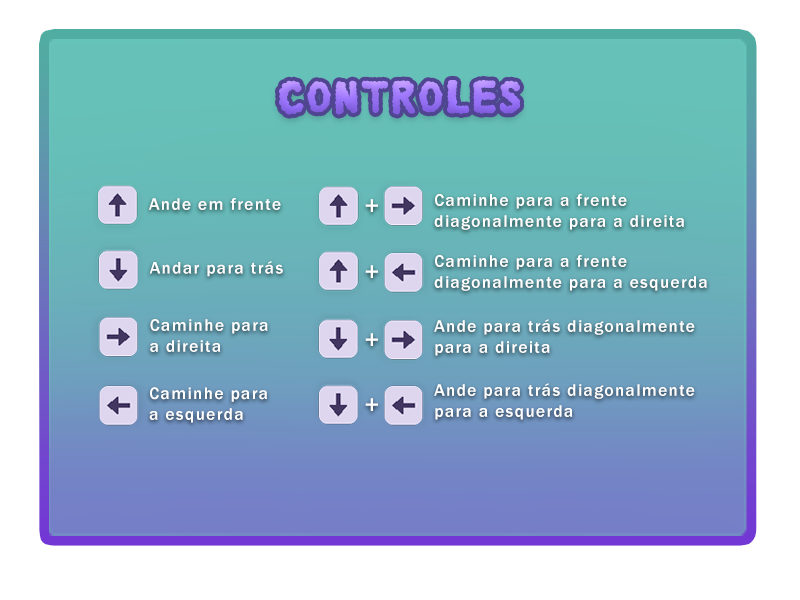 CONTROLES
Ande em frente
Andar para trás
Caminhe para
a direita
Caminhe para
a esquerda
+
Caminhe para a frente
diagonalmente para a direita
+
Caminhe para a frente
diagonalmente para a esquerda
+
Ande para trás diagonalmente
para a direita
+
Ande para trás diagonalmente
para a esquerda